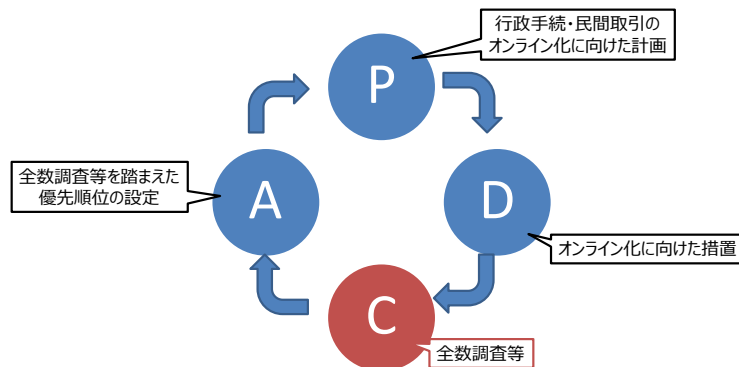 行政手続・民間取引の
オンライン化に向けた計画
P
全数調査等を踏まえた
優先順位の設定
A
D
オンライン化に向けた措置
C
全数調査等